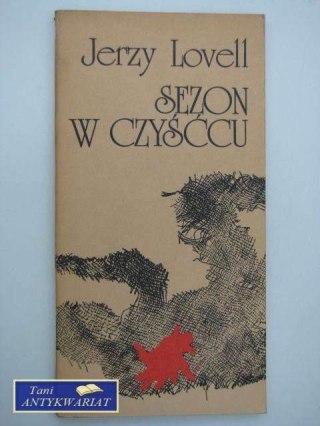 Jerzy Lovell
SEZON
W CZYŚĆCU
Tani
ANTYKWARIAT